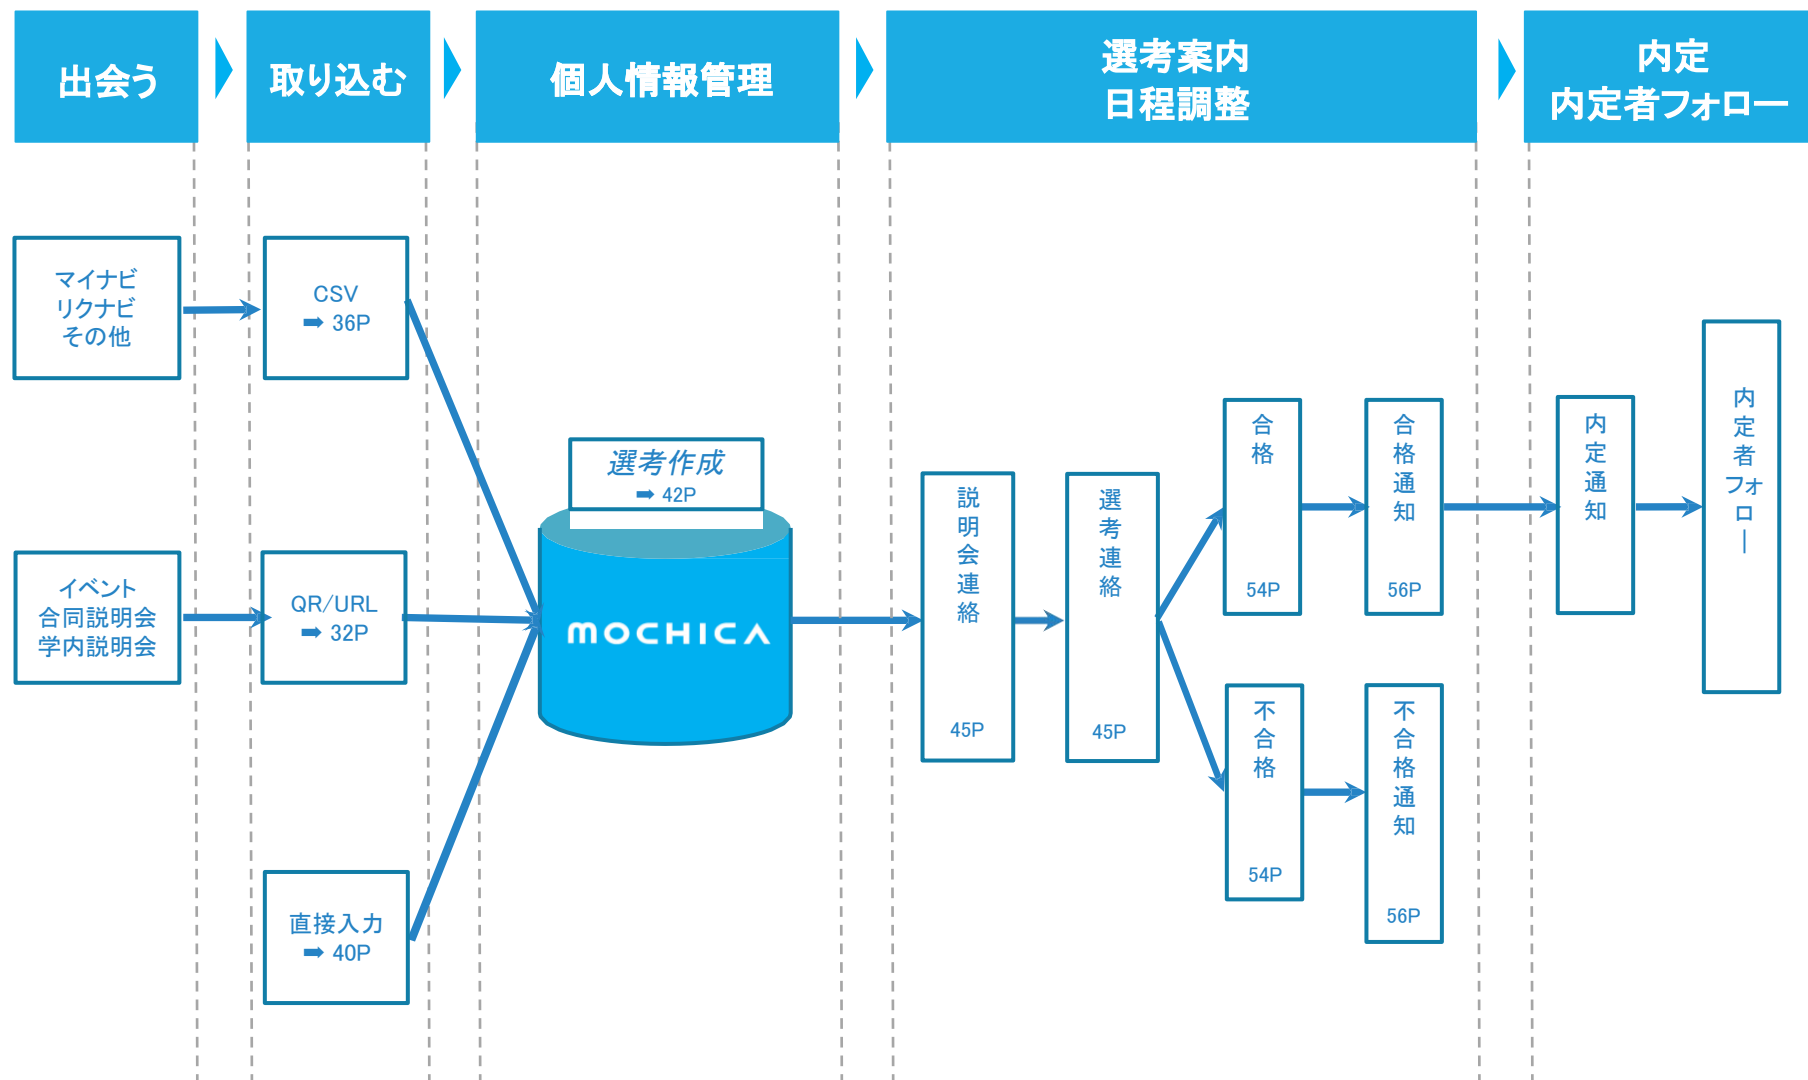 出会う
取り込む
個人情報管理
選考案内
日程調整
内定
内定者フォロー
マイナビ
リクナビ
その他
CSV
➡ 36P
イベント
合同説明会
学内説明会
QR/URL
➡ 32P
直接入力
➡ 40P
選考作成
➡ 42P
MOCHICA
説明会連絡
45P
選考連絡
45P
合格
54P
合格通知
56P
不合格
54P
不合格通知
56P
内定通知
内定者フォロー